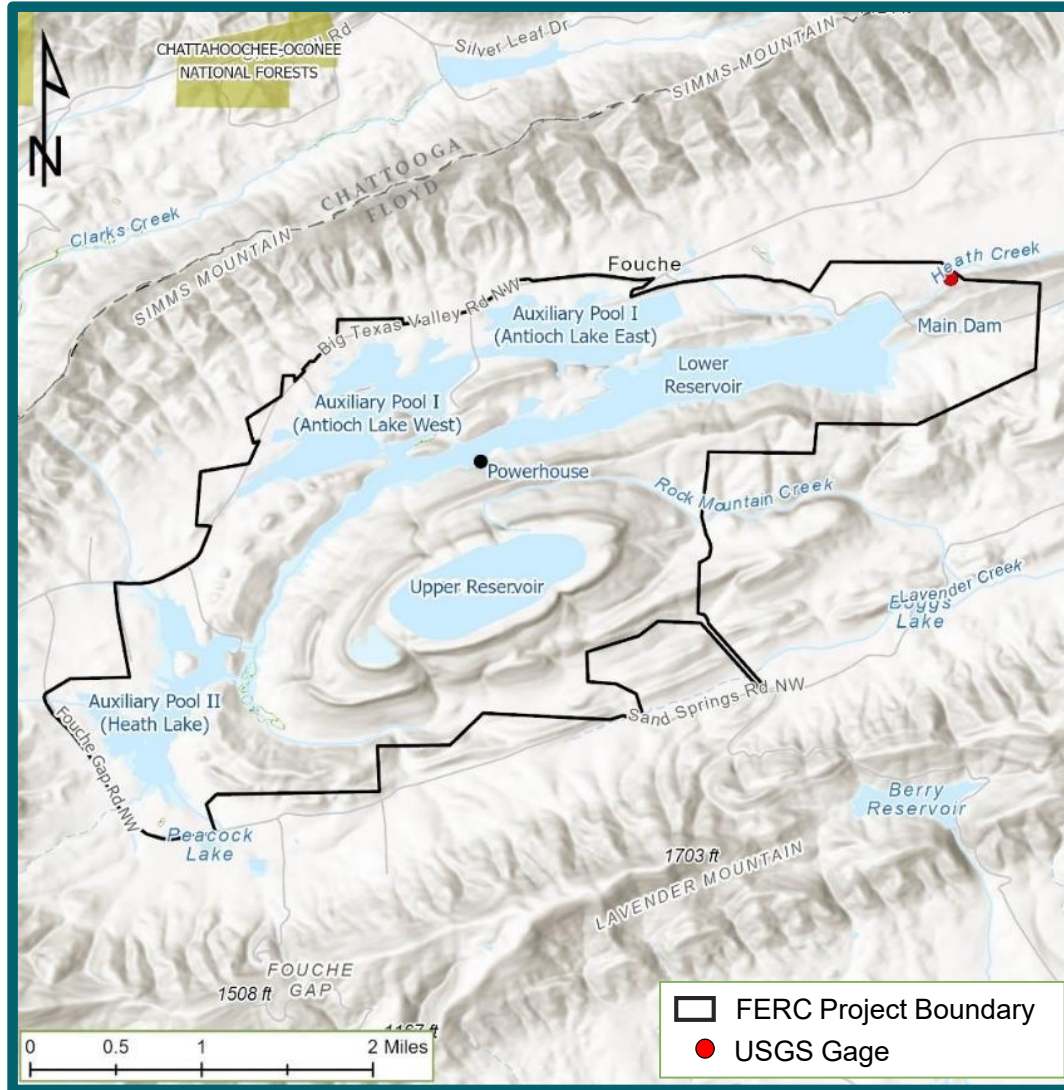 CHATTAHOOCHEE-OCONEE
NATIONAL FORESTS
Silver Leaf Dr
SIMMS MOUNTAIN
N
CHATTOOGA
FLOYD
Clarks Creek
SIMMS MOUNTAIN
Fouche
Heath Creek
Big Texas Valley Rd NW
Auxiliary Pool I
(Antioch Lake East)
Main Dam
Lower
Reservoir
Auxiliary Pool I
(Antioch Lake West)
Powerhouse
Rock Mountain Creek
Upper Reservoir
Lavender Creek
Boggs
Lake
Auxiliary Pool II
(Heath Lake)
Fouche Gap Rd NW
Sand Springs Rd NW
Berry
Reservoir
Peacock
Lake
1703 ft
LAVENDER MOUNTAIN
FOUCHE
GAP
1508 ft
FERC Project Boundary
USGS Gage
0 0.5 1 2 Miles